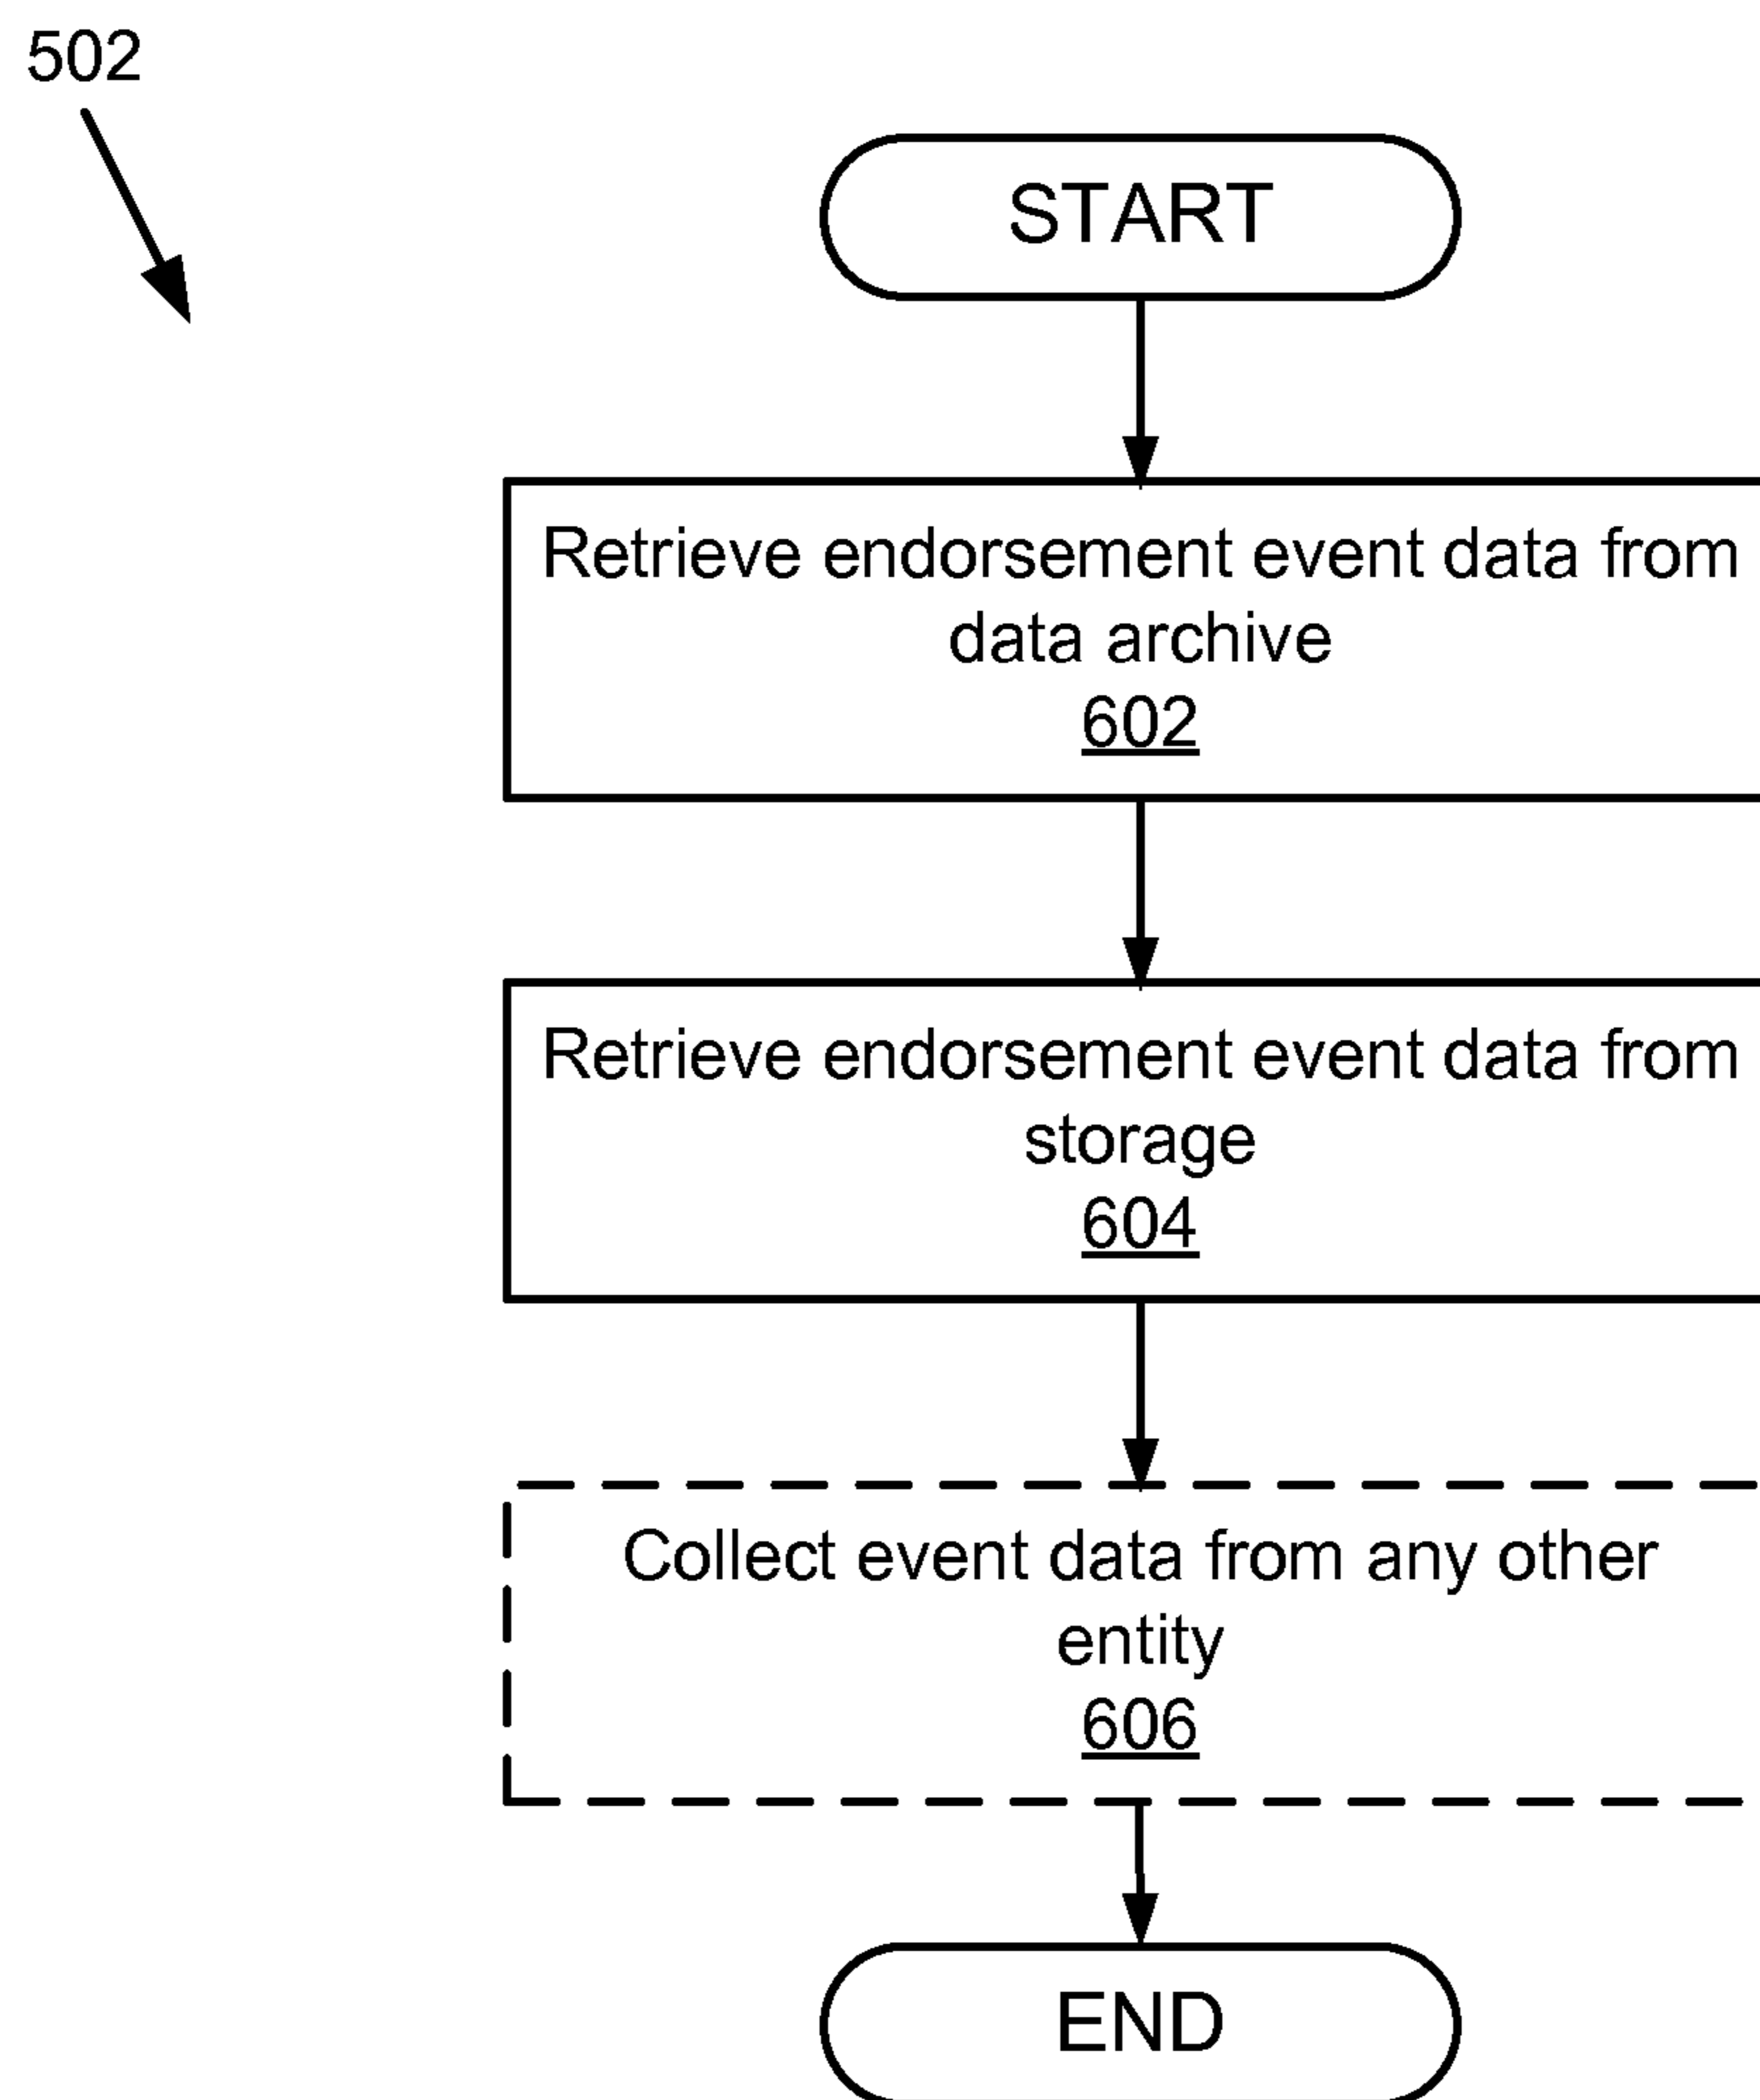 502
START
Retrieve endorsement event data from
data archive
602
Retrieve endorsement event data from
storage
604
Collect event data from any other
entity
606
END